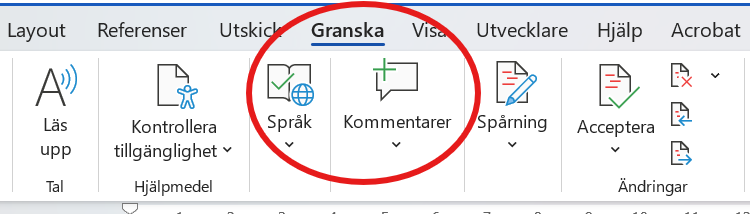 Layout Referenser Utskick Granska Visa Utvecklare Hjälp Acrobat
Läs
upp
Kontrollera
tillgänglighet
Språk
Kommentarer
Spårning
Acceptera
Tal
Hjälpmedel
Ändringar